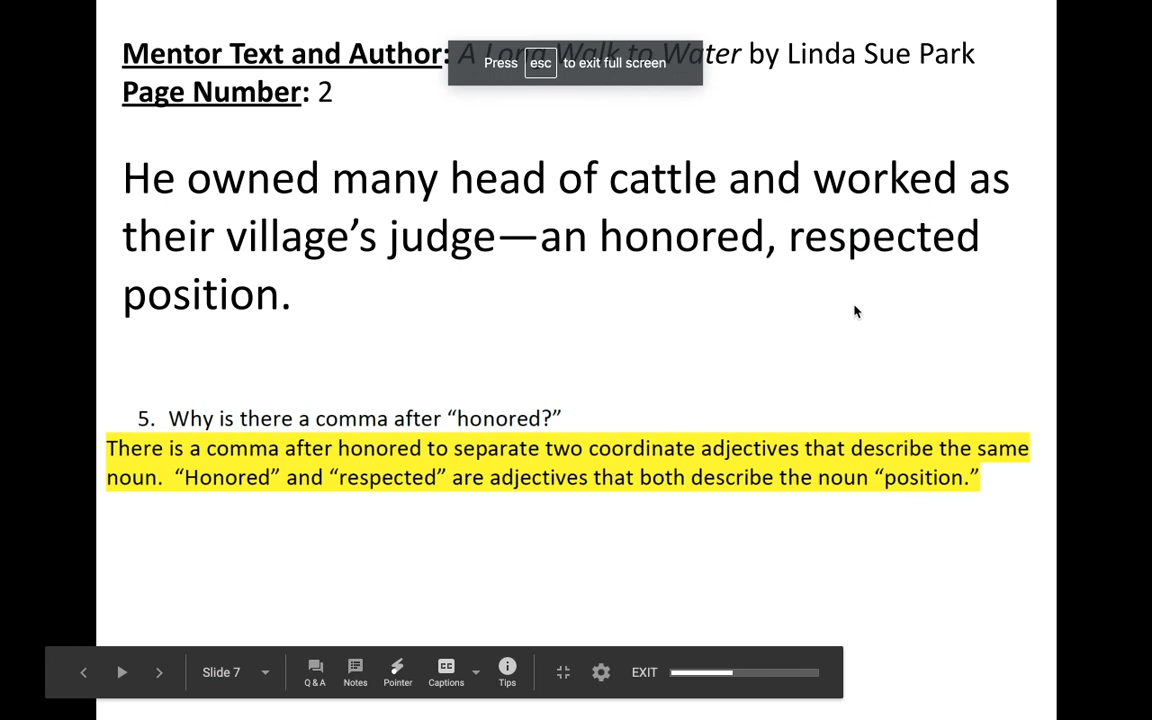 Mentor Text and Author: A Long Walk to Water by Linda Sue Park
Press esc to exit full screen
Page Number: 2
He owned many head of cattle and worked as
their village’s judge—an honored, respected
position.
5. Why is there a comma after “honored?”
There is a comma after honored to separate two coordinate adjectives that describe the same
noun. “Honored” and “respected” are adjectives that both describe the noun “position.”
Slide 7 Q&A Notes Pointer CC Captions Tips EXIT